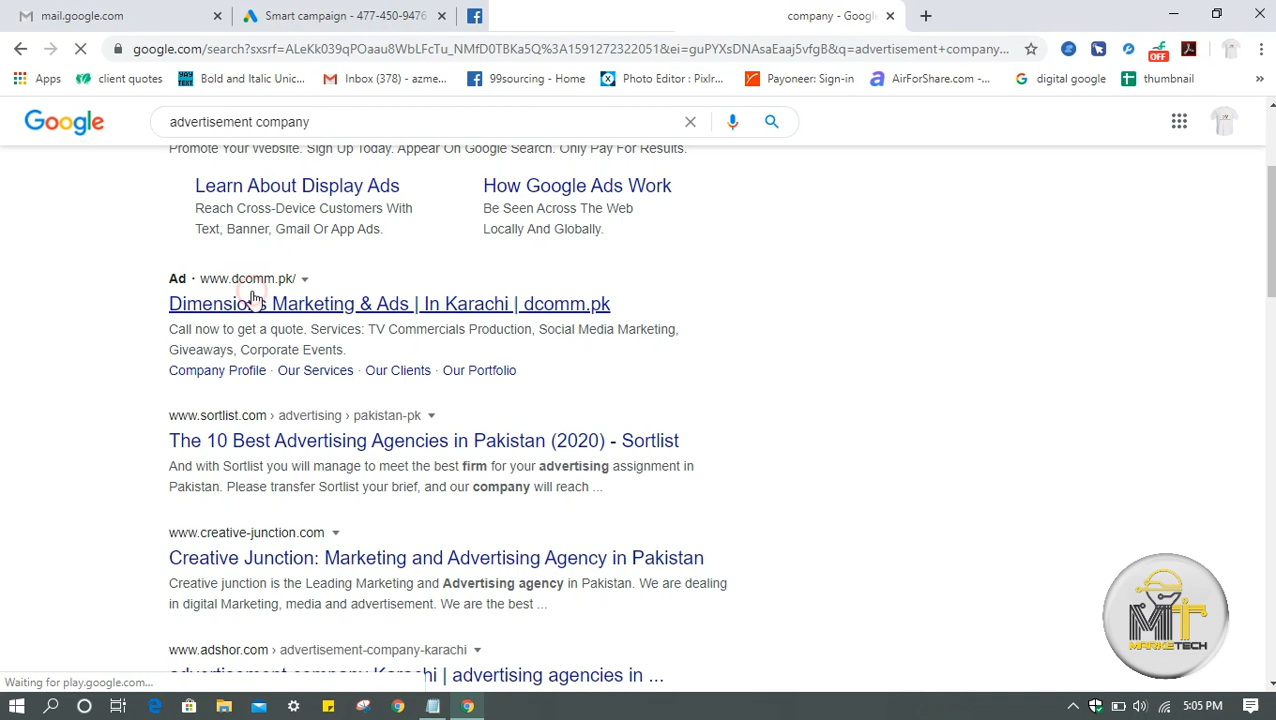 mail.google.com
Smart campaign - 477-450-9476
company - Google
google.com/search?sxsrf=ALeKk039qPOaau8WbLFcTu_NMfD0TBKa5Q%3A1591272322051&ei=guPYXsDNAsaEaaj5vfgB&q=advertisement+company...
Apps
client quotes
Bold and Italic Unic...
Inbox (378) - azme...
99sourcing - Home
Photo Editor : Pixlr...
Payoneer: Sign-in
AirForShare.com -...
digital google
thumbnail
OFF
Google
advertisement company
Promote Your Website. Sign Up Today. Appear On Google Search. Only Pay For Results.
Learn About Display Ads
Reach Cross-Device Customers With
Text, Banner, Gmail Or App Ads.
How Google Ads Work
Be Seen Across The Web
Locally And Globally.
Ad · www.dcomm.pk/
Dimensions Marketing & Ads | In Karachi | dcomm.pk
Call now to get a quote. Services: TV Commercials Production, Social Media Marketing,
Giveaways, Corporate Events.
Company Profile · Our Services · Our Clients · Our Portfolio
www.sortlist.com › advertising › pakistan-pk
The 10 Best Advertising Agencies in Pakistan (2020) - Sortlist
And with Sortlist you will manage to meet the best firm for your advertising assignment in
Pakistan. Please transfer Sortlist your brief, and our company will reach ...
www.creative-junction.com
Creative Junction: Marketing and Advertising Agency in Pakistan
Creative junction is the Leading Marketing and Advertising agency in Pakistan. We are dealing
in digital Marketing, media and advertisement. We are the best ...
www.adshor.com › advertisement-company-karachi
advertisement company Karachi | advertising agencies in ...
MT
MARKETECH
Waiting for play.google.com...
5:05 PM